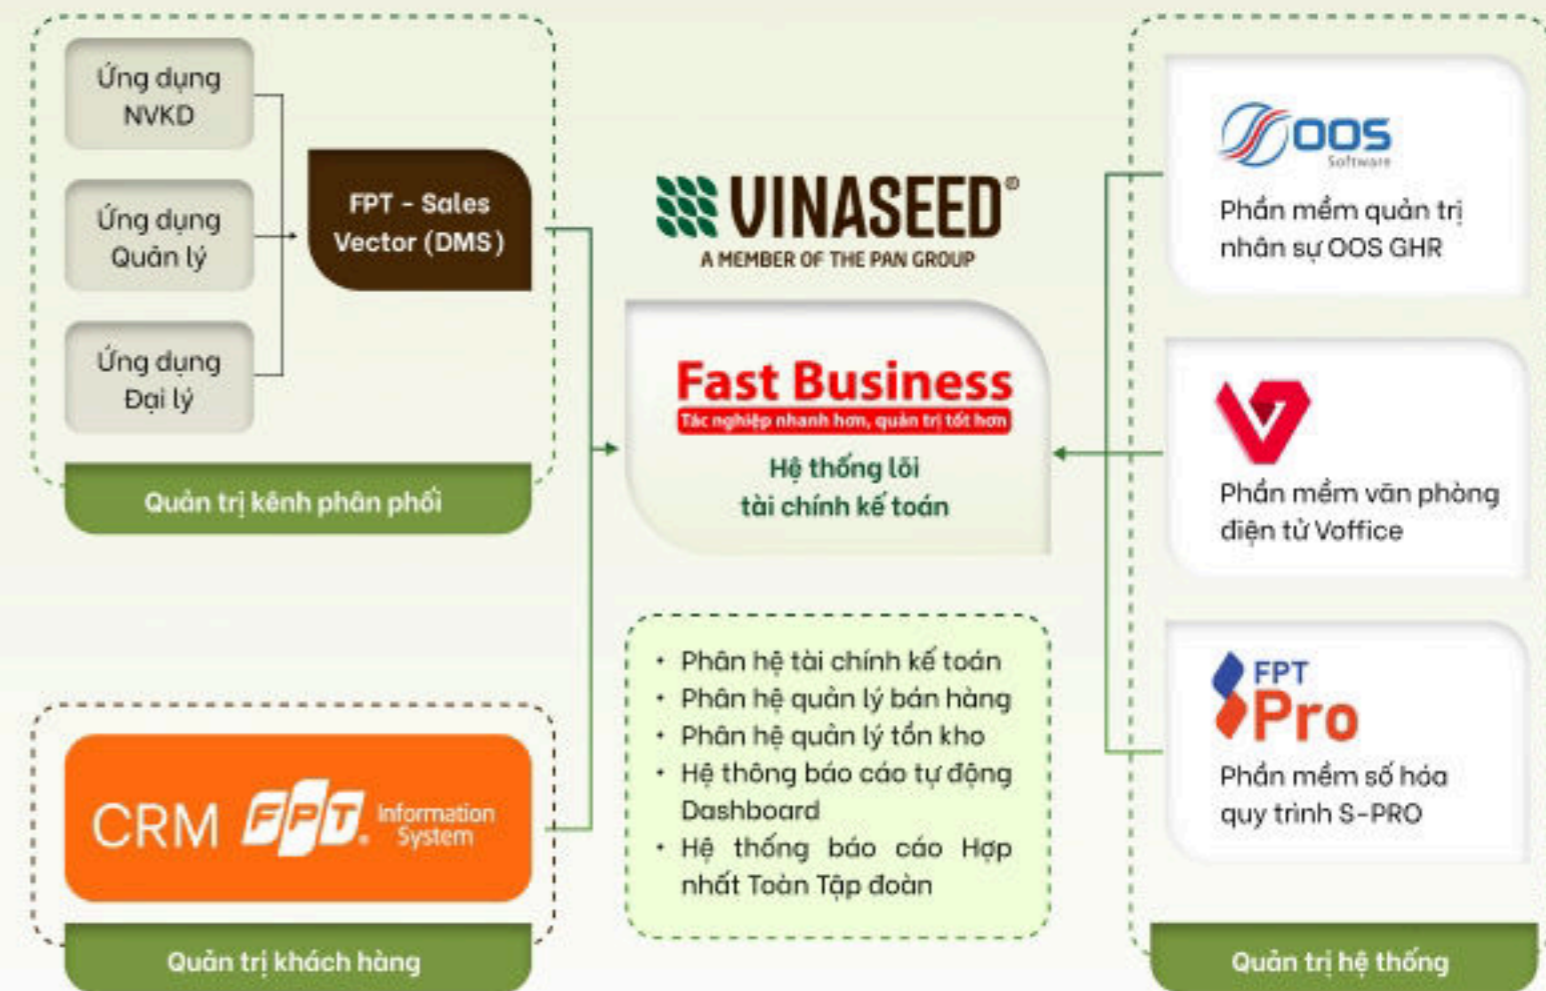 Ứng dụng
NVKD
Ứng dụng
Quản lý
Ứng dụng
Đại lý
FPT - Sales
Vector (DMS)
Quản trị kênh phân phối
CRM FPT. Information
System
Quản trị khách hàng
VINASEED®
A MEMBER OF THE PAN GROUP
Fast Business
Tác nghiệp nhanh hơn, quản trị tốt hơn
Hệ thống lõi
tài chính kế toán
• Phân hệ tài chính kế toán
• Phân hệ quản lý bán hàng
• Phân hệ quản lý tồn kho
• Hệ thông báo cáo tự động
Dashboard
• Hệ thống báo cáo Hợp
nhất Toàn Tập đoàn
OOS
Software
Phần mềm quản trị
nhân sự OOS GHR
Phần mềm văn phòng
điện tử Voffice
FPT
Pro
Phần mềm số hóa
quy trình S-PRO
Quản trị hệ thống